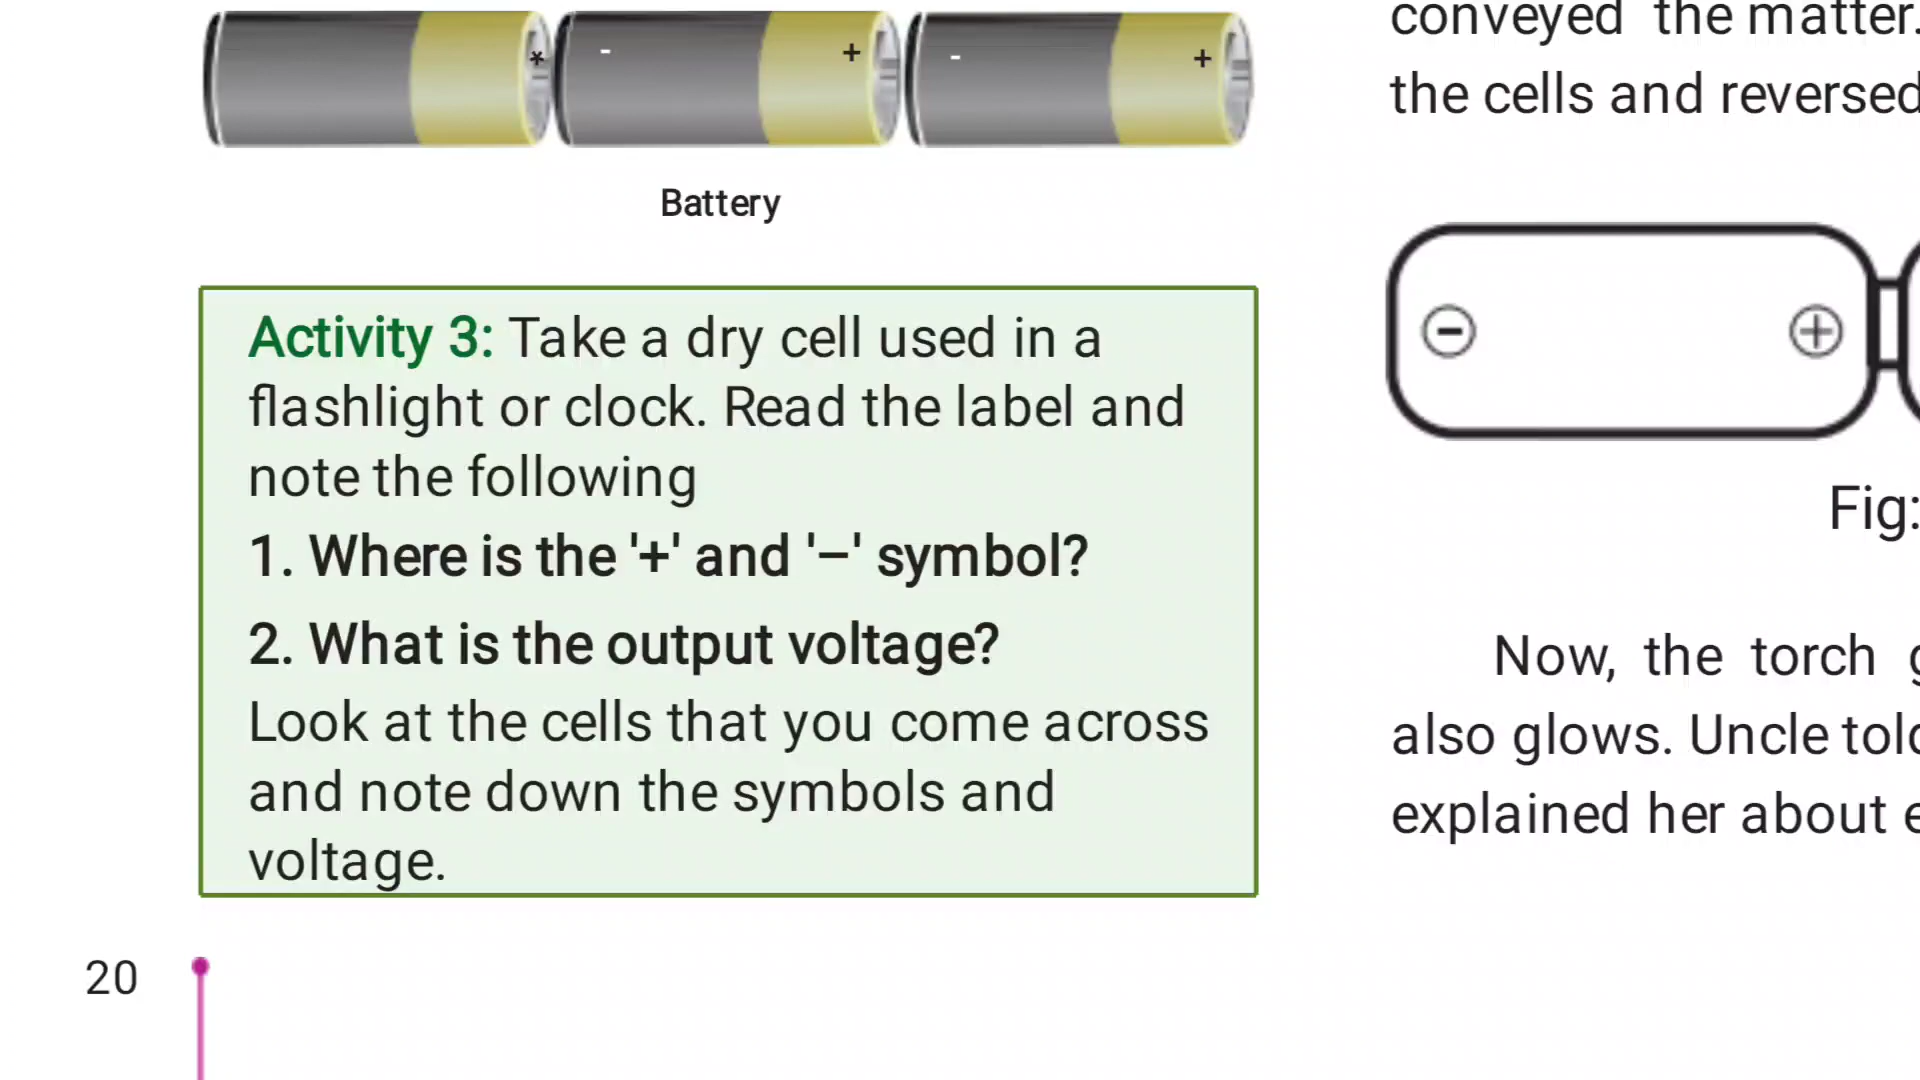 * - + - +
Battery
Activity 3: Take a dry cell used in a
flashlight or clock. Read the label and
note the following
1. Where is the '+' and '–' symbol?
2. What is the output voltage?
Look at the cells that you come across
and note down the symbols and
voltage.
20
conveyed the matter.
the cells and reversed
- +
Fig:
Now, the torch
also glows. Uncle told
explained her about